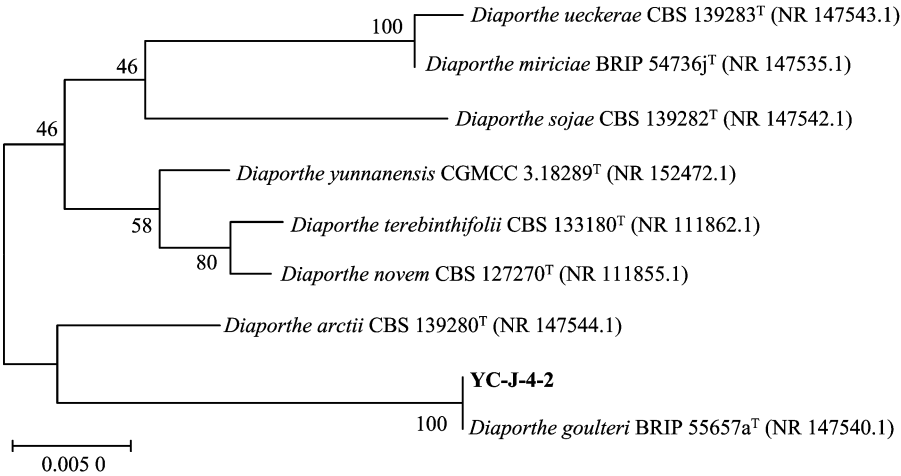 Diaporthe ueckerae CBS 139283ᵀ (NR 147543.1)
100
Diaporthe miriciae BRIP 54736jᵀ (NR 147535.1)
46
Diaporthe sojae CBS 139282ᵀ (NR 147542.1)
46
Diaporthe yunnanensis CGMCC 3.18289ᵀ (NR 152472.1)
58
Diaporthe terebinthifolii CBS 133180ᵀ (NR 111862.1)
80
Diaporthe novem CBS 127270ᵀ (NR 111855.1)
Diaporthe arctii CBS 139280ᵀ (NR 147544.1)
YC-J-4-2
100
Diaporthe goulteri BRIP 55657aᵀ (NR 147540.1)
0.005 0